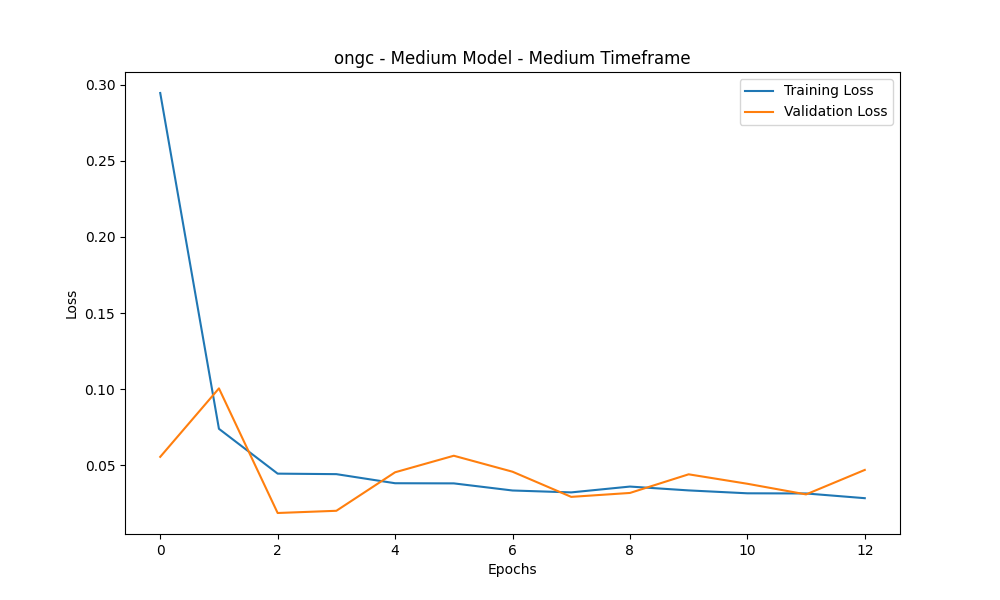 ongc - Medium Model - Medium Timeframe
Training Loss
Validation Loss
0.30
0.25
0.20
0.15
0.10
0.05
Loss
0 2 4 6 8 10 12
Epochs